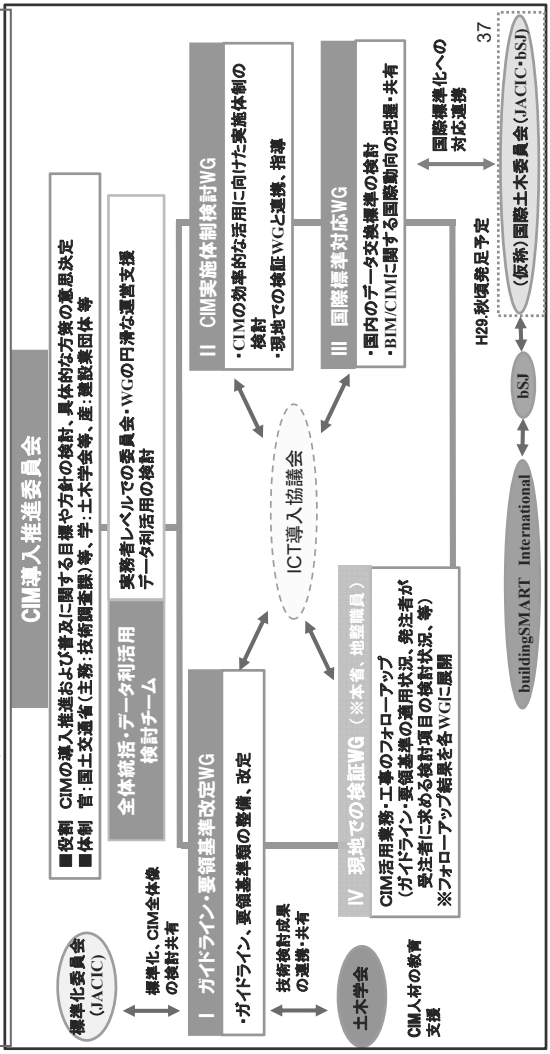 CIM導入推進委員会
■役割 CIMの導入推進および普及に関する目標や方針の検討、具体的な方策の意思決定
■体制 官:国土交通省(主務:技術調査課)等、学:土木学会等、産:建設業団体 等
全体統括・データ利活用
検討チーム
実務者レベルでの委員会・WGの円滑な運営支援
データ利活用の検討
標準化委員会
(JACIC)
標準化、CIM全体像
の検討共有
Ⅰ ガイドライン・要領基準改定WG
・ガイドライン、要領基準類の整備、改定
技術検討成果
の連携・共有
土木学会
CIM人材の教育
支援
Ⅱ CIM実施体制検討WG
・CIMの効率的な活用に向けた実施体制の
検討
・現地での検証WGと連携、指導
ICT導入協議会
Ⅳ 現地での検証WG (※本省、地整職員)
CIM活用業務・工事のフォローアップ
(ガイドライン・要領基準の適用状況、発注者が
受注者に求める検討項目の検討状況、等)
※フォローアップ結果を各WGに展開
Ⅲ 国際標準対応WG
・国内のデータ交換標準の検討
・BIM/CIMに関する国際動向の把握・共有
国際標準化への
対応連携
H29.秋頃発足予定
buildingSMART International
bSJ
(仮称)国際土木委員会(JACIC・bSJ)
37